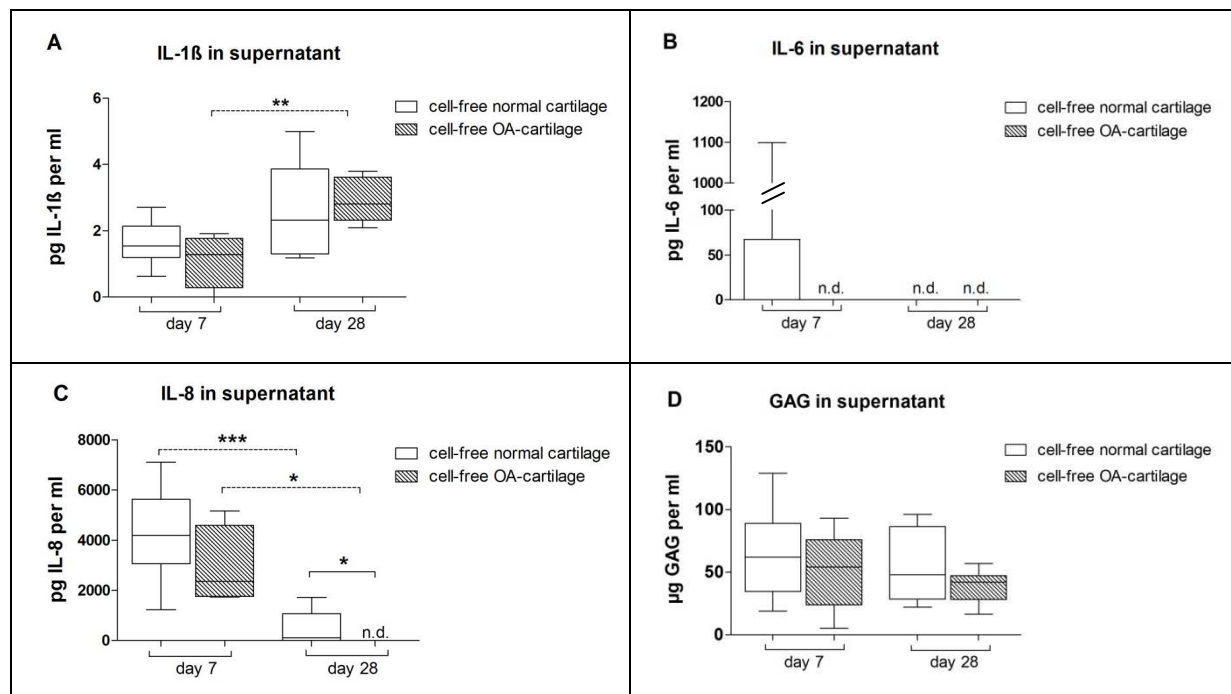 A
IL-1ß in supernatant
pg IL-1ß per ml
6
4
2
0
**
cell-free normal cartilage
cell-free OA-cartilage
day 7
day 28
B
IL-6 in supernatant
pg IL-6 per ml
1200
1100
1000
100
50
0
cell-free normal cartilage
cell-free OA-cartilage
n.d.
n.d.
n.d.
day 7
day 28
C
IL-8 in supernatant
pg IL-8 per ml
8000
6000
4000
2000
0
***
*
*
n.d.
cell-free normal cartilage
cell-free OA-cartilage
day 7
day 28
D
GAG in supernatant
µg GAG per ml
150
100
50
0
cell-free normal cartilage
cell-free OA-cartilage
day 7
day 28